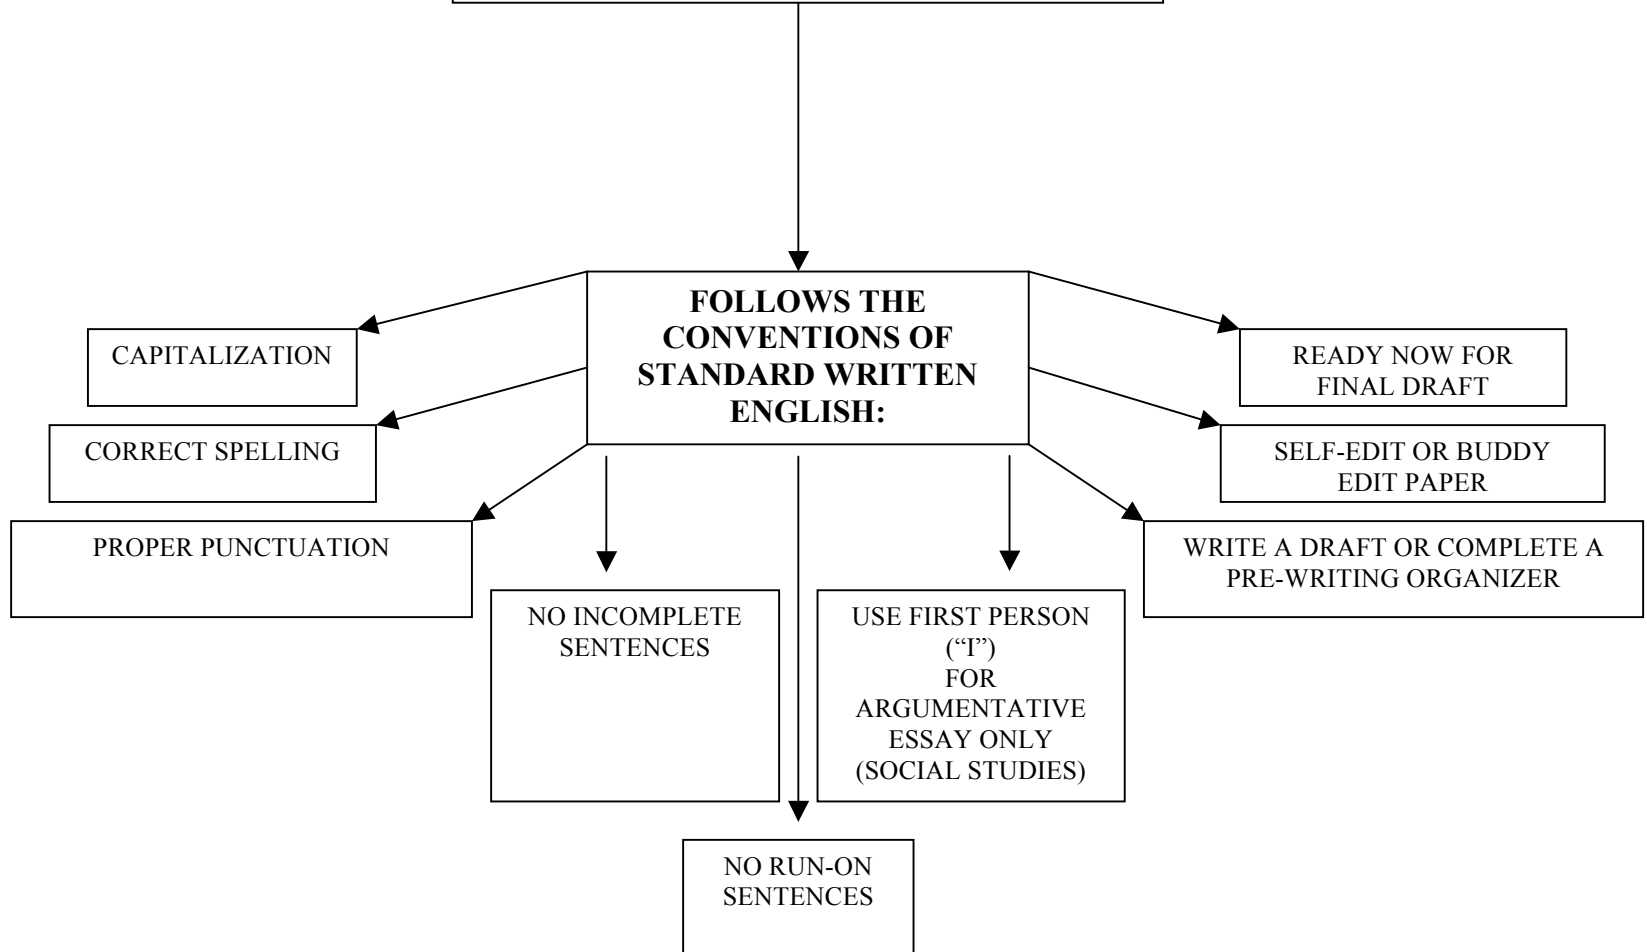 FOLLOWS THE
CONVENTIONS OF
STANDARD WRITTEN
ENGLISH:
CAPITALIZATION
CORRECT SPELLING
PROPER PUNCTUATION
NO INCOMPLETE
SENTENCES
NO RUN-ON
SENTENCES
USE FIRST PERSON
(“I”)
FOR
ARGUMENTATIVE
ESSAY ONLY
(SOCIAL STUDIES)
READY NOW FOR
FINAL DRAFT
SELF-EDIT OR BUDDY
EDIT PAPER
WRITE A DRAFT OR COMPLETE A
PRE-WRITING ORGANIZER